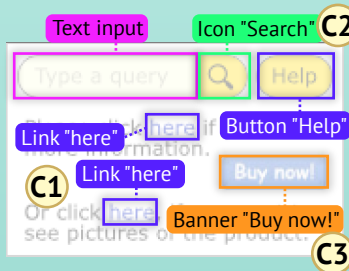 Text input Icon "Search" C2
Type a query Help
here if
Link "here" Button "Help"
more information.
Link "here" Buy now!
C1
Or click here
Banner "Buy now!"
see pictures of the product.
C3